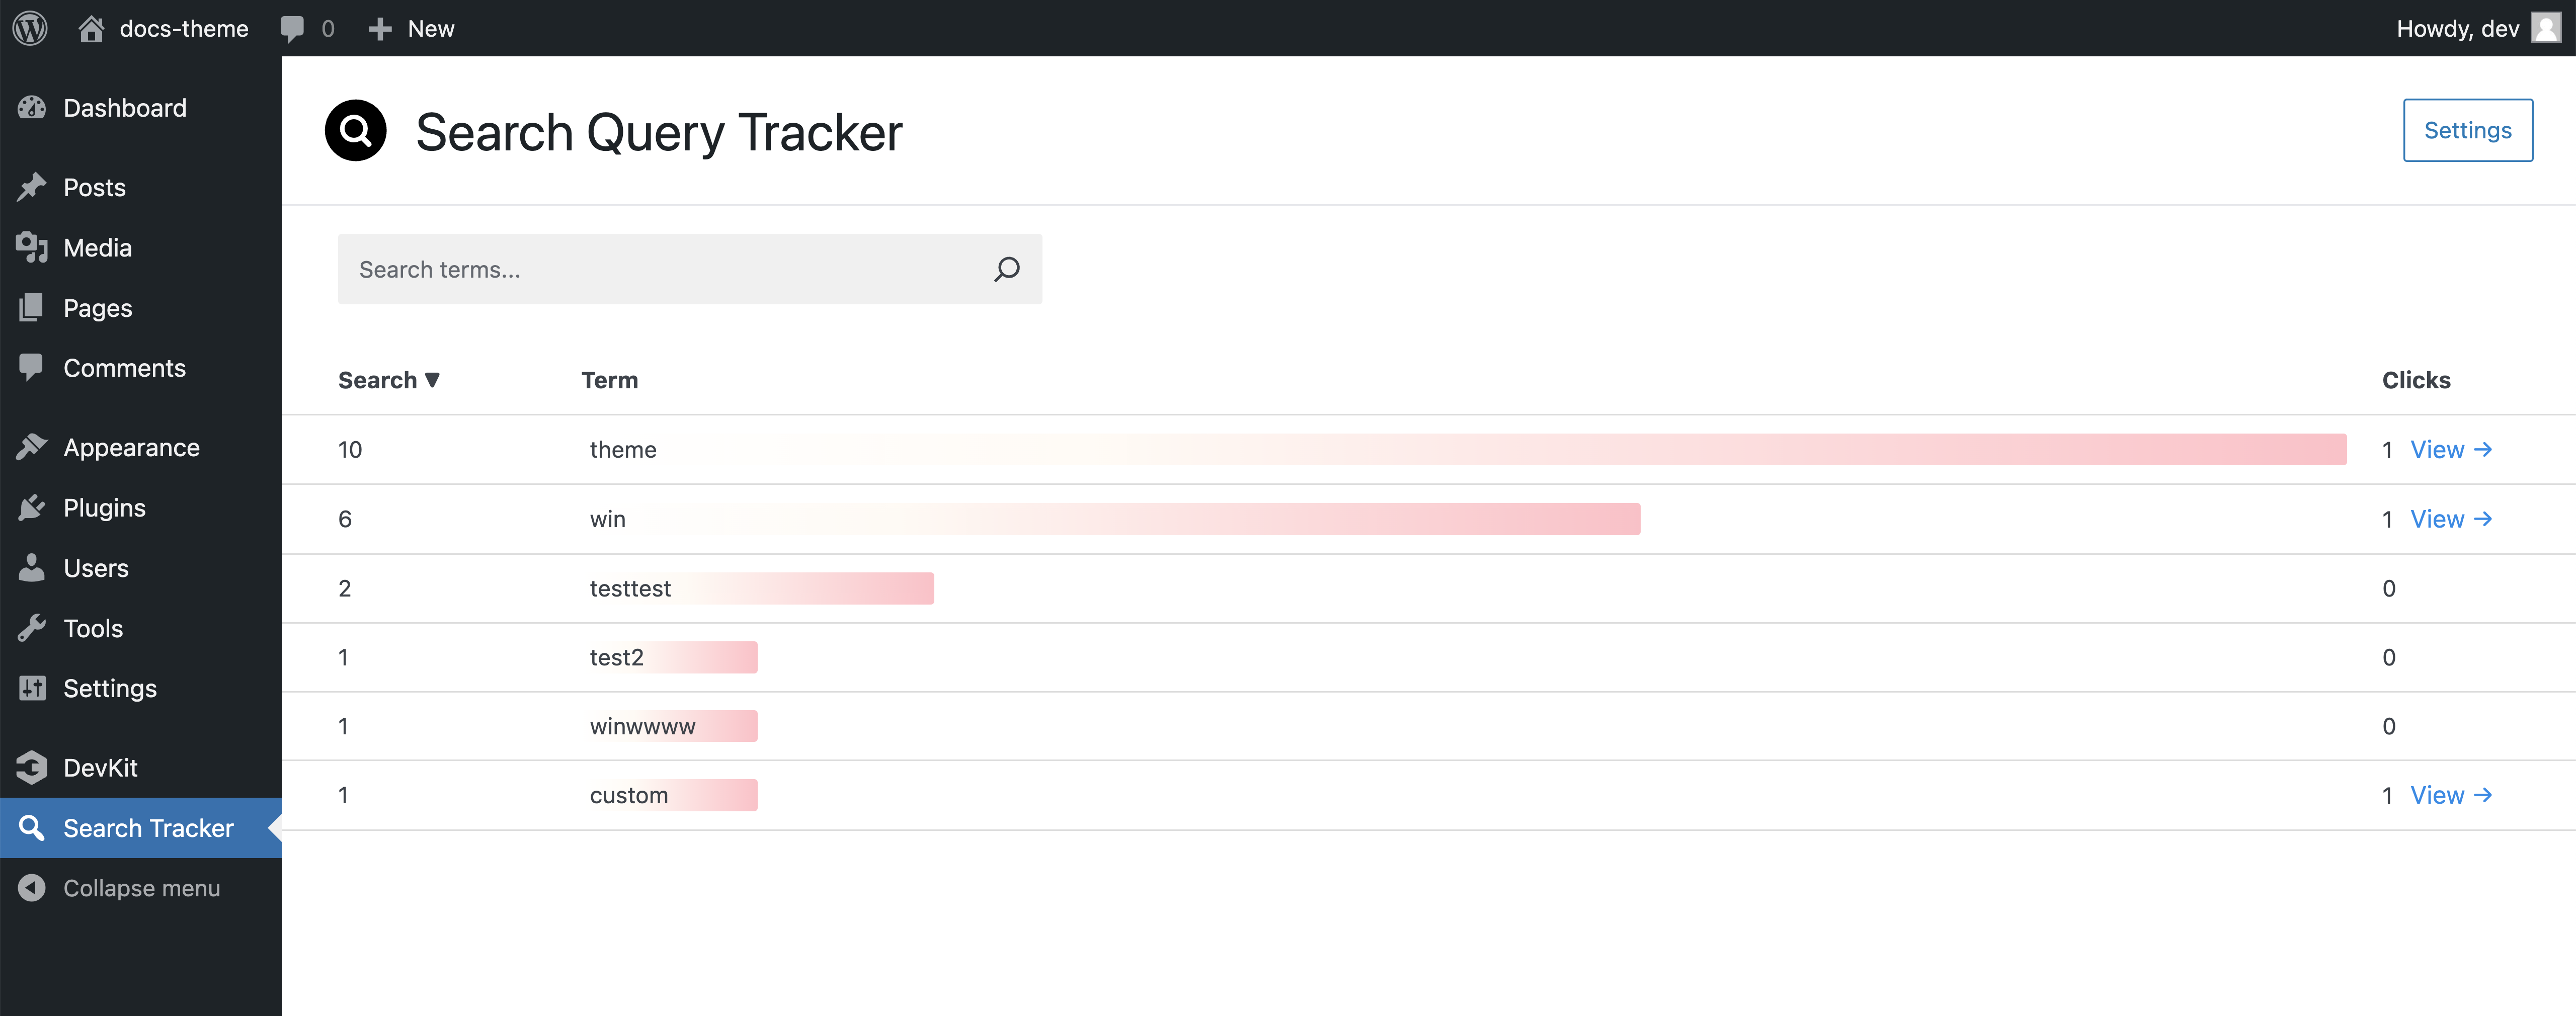 docs-theme 0 New Howdy, dev
Dashboard
Posts
Media
Pages
Comments
Appearance
Plugins
Users
Tools
Settings
DevKit
Search Tracker
Collapse menu
Search Query Tracker Settings
Search terms...
Search ▼ Term Clicks
10 theme 1 View →
6 win 1 View →
2 testtest 0
1 test2 0
1 winwwww 0
1 custom 1 View →